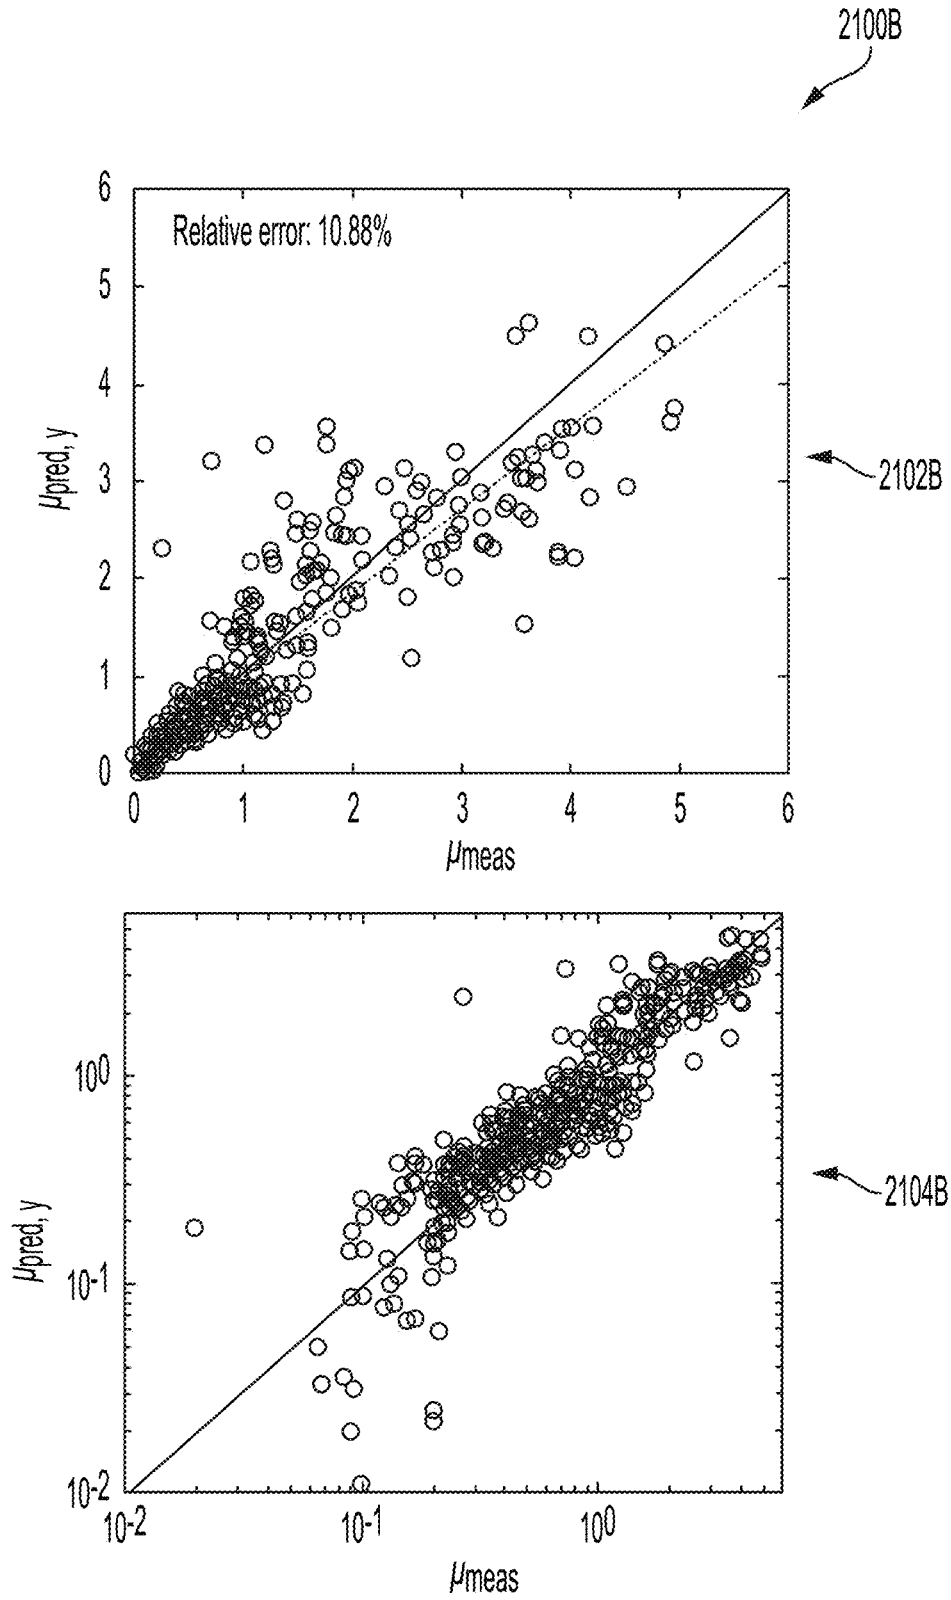 2100B
6
Relative error: 10.88%
5
4
3
2
1
0
μpred, y
2102B
0 1 2 3 4 5 6
μmeas
10⁰
10⁻¹
10⁻²
μpred, y
2104B
10⁻² 10⁻¹ 10⁰
μmeas